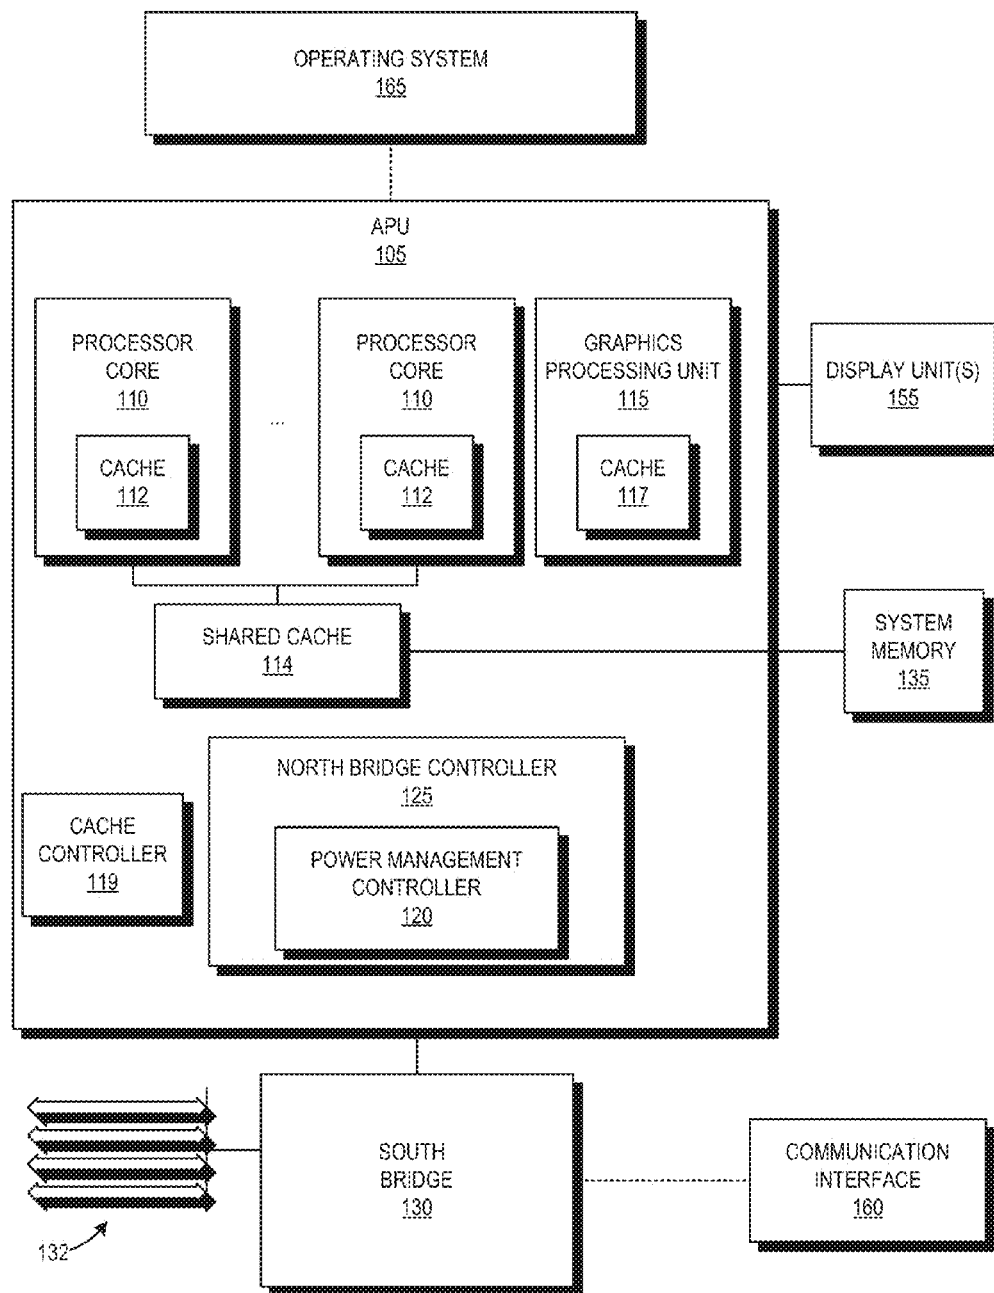 OPERATING SYSTEM
165
APU
105
PROCESSOR
CORE
110
CACHE
112
...
PROCESSOR
CORE
110
CACHE
112
GRAPHICS
PROCESSING UNIT
115
CACHE
117
DISPLAY UNIT(S)
155
SHARED CACHE
114
SYSTEM
MEMORY
135
NORTH BRIDGE CONTROLLER
125
CACHE
CONTROLLER
119
POWER MANAGEMENT
CONTROLLER
120
SOUTH
BRIDGE
130
COMMUNICATION
INTERFACE
160
132